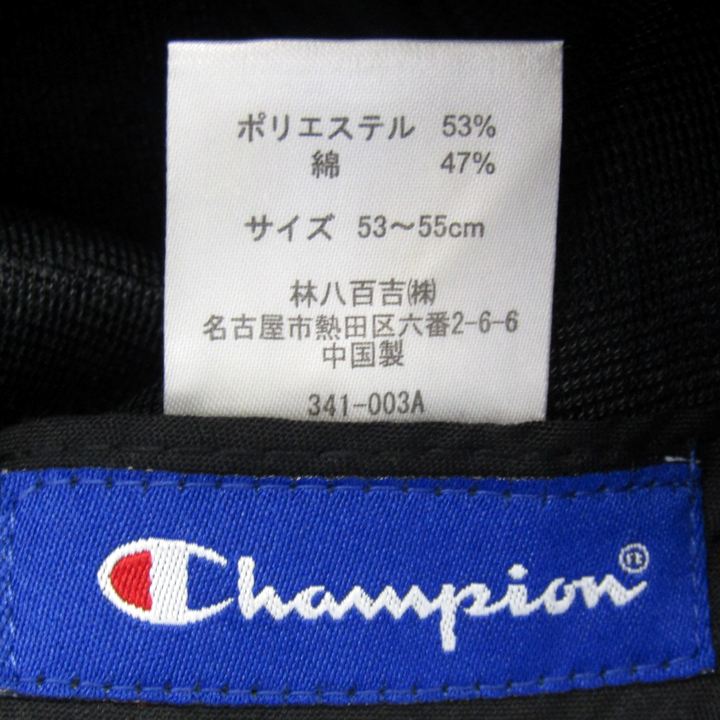 ポリエステル 53%
綿 47%
サイズ 53～55cm
林八百吉㈱
名古屋市熱田区六番2-6-6
中国製
341-003A
Champion®